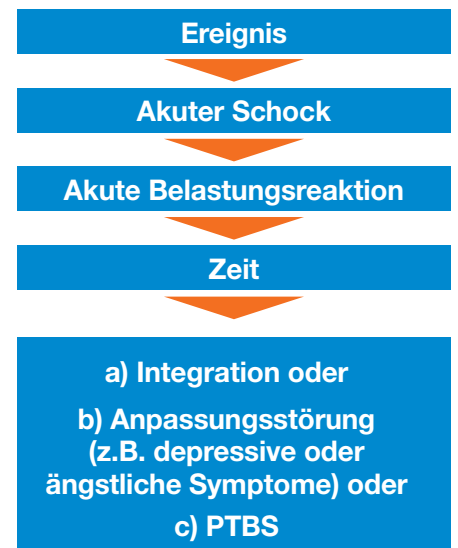 Ereignis
Akuter Schock
Akute Belastungsreaktion
Zeit
a) Integration oder
b) Anpassungsstörung
(z.B. depressive oder
ängstliche Symptome) oder
c) PTBS